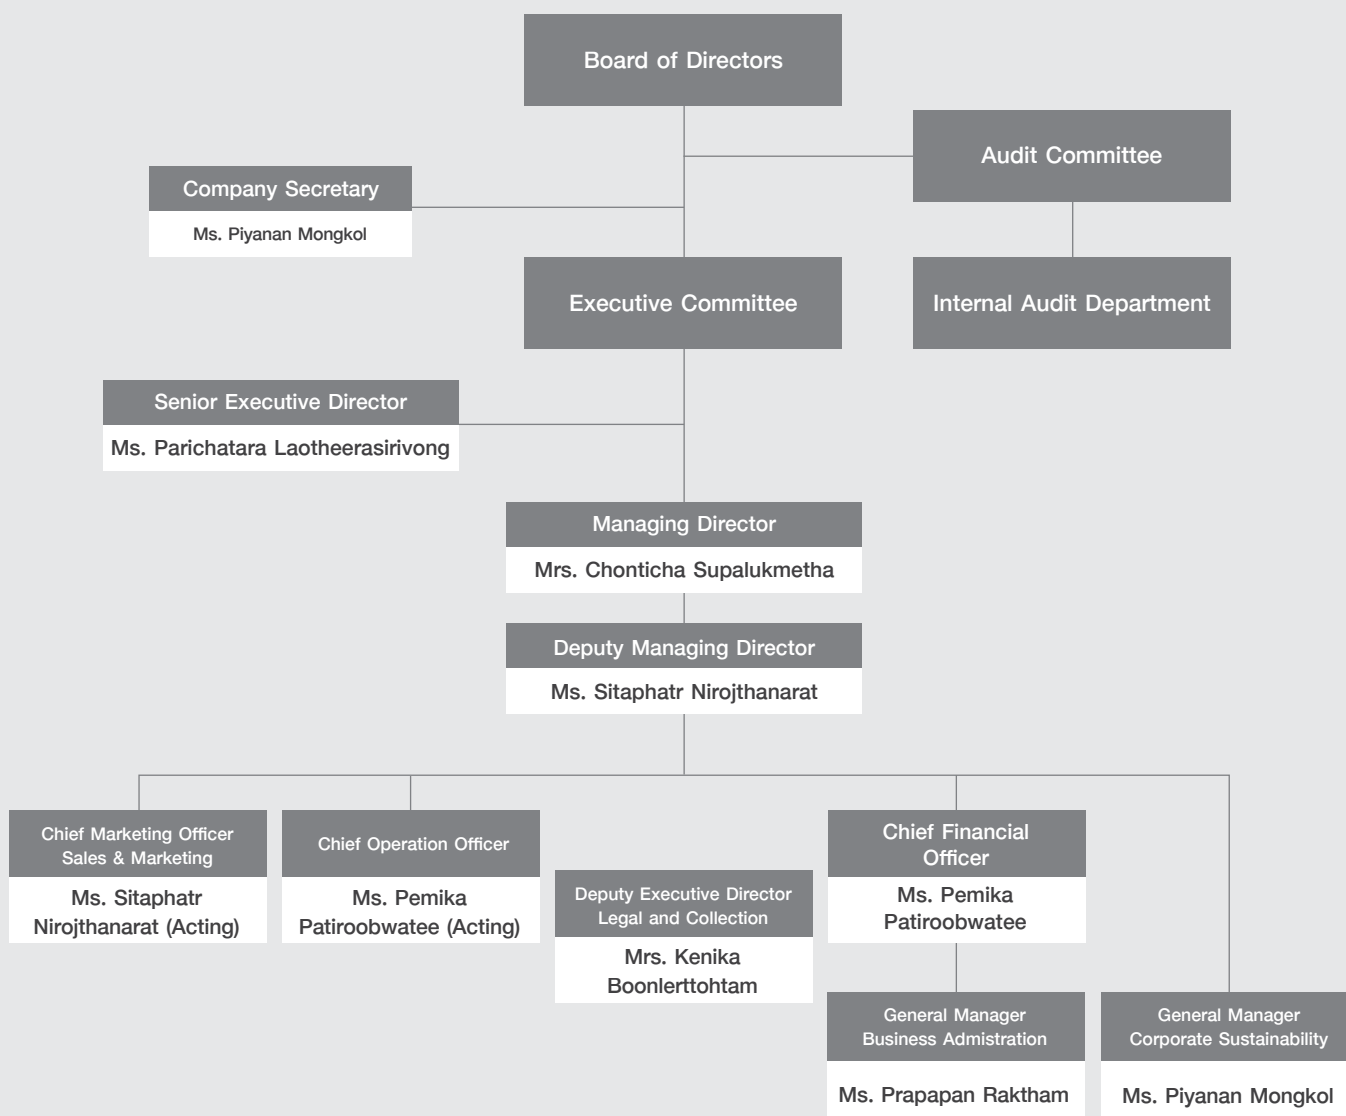 Board of Directors
Audit Committee
Company Secretary
Ms. Piyanan Mongkol
Executive Committee
Internal Audit Department
Senior Executive Director
Ms. Parichatara Laotheerasirivong
Managing Director
Mrs. Chonticha Supalukmetha
Deputy Managing Director
Ms. Sitaphatr Nirojthanarat
Chief Marketing Officer
Sales & Marketing
Ms. Sitaphatr
Nirojthanarat (Acting)
Chief Operation Officer
Ms. Pemika
Patiroobwatee (Acting)
Deputy Executive Director
Legal and Collection
Mrs. Kenika
Boonlerttohtam
Chief Financial
Officer
Ms. Pemika
Patiroobwatee
General Manager
Business Admistration
Ms. Prapapan Raktham
General Manager
Corporate Sustainability
Ms. Piyanan Mongkol